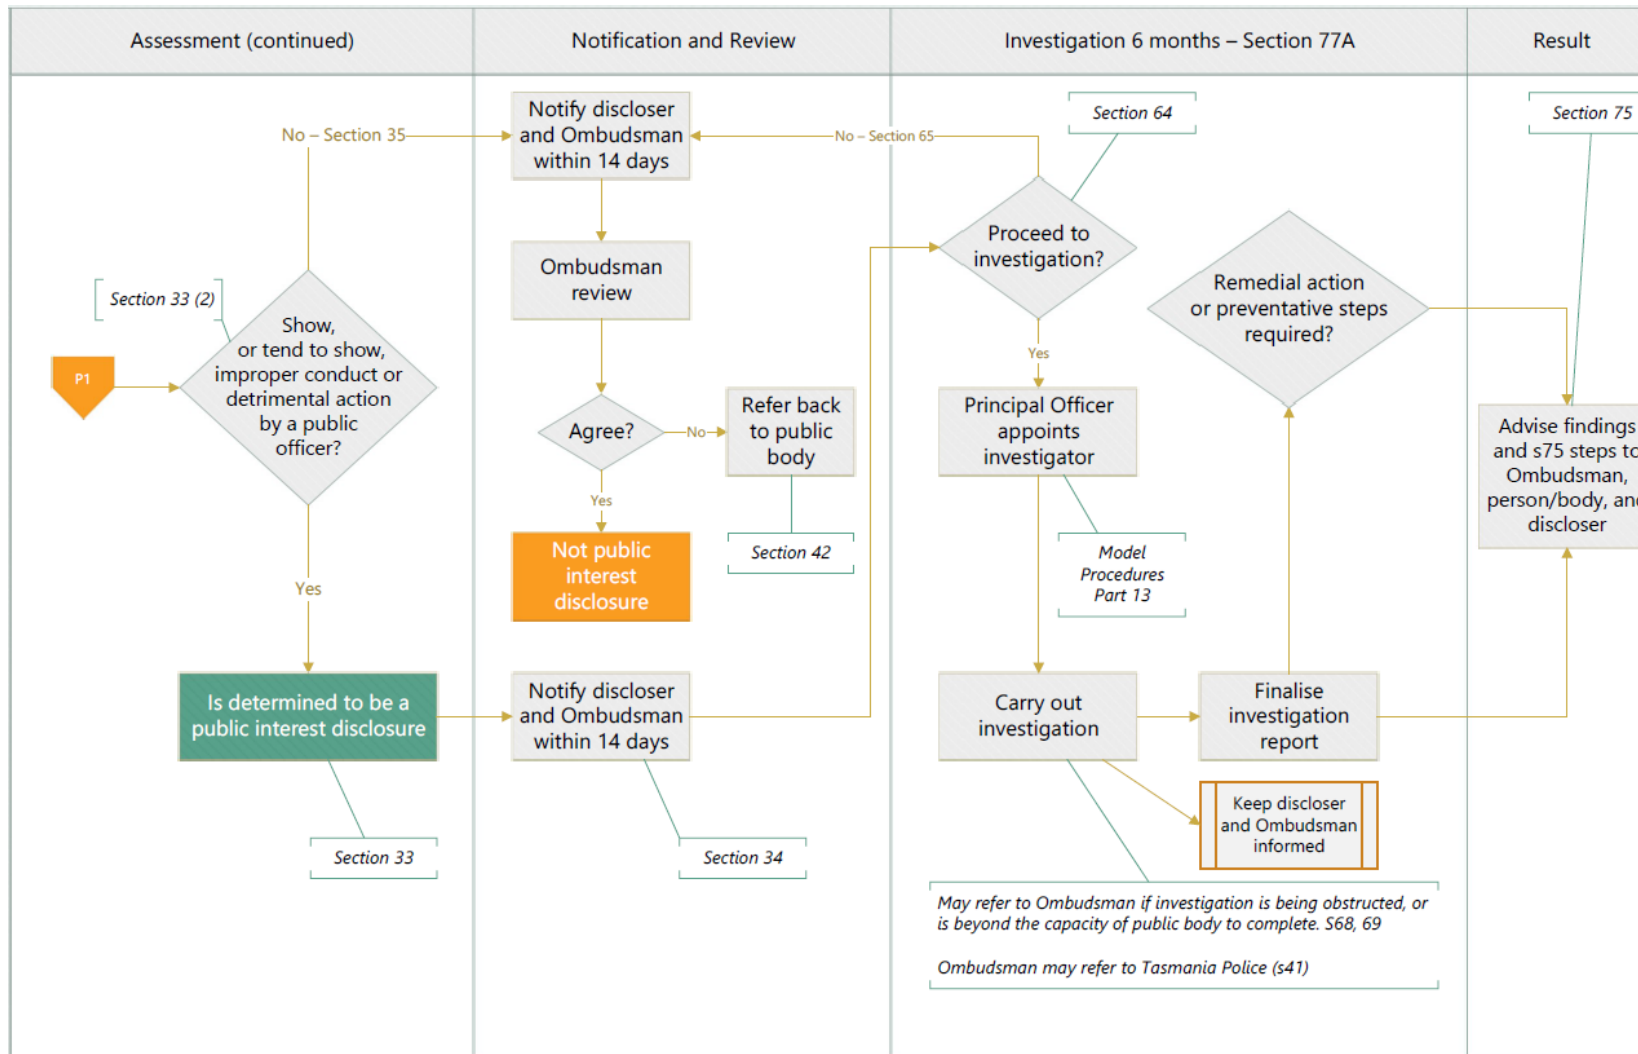 Assessment (continued)
Notification and Review
Investigation 6 months – Section 77A
Result
No – Section 35
Section 33 (2)
P1
Show,
or tend to show,
improper conduct or
detrimental action
by a public
officer?
Yes
Is determined to be a
public interest disclosure
Section 33
Notify discloser
and Ombudsman
within 14 days
Ombudsman
review
Agree?
No
Refer back
to public
body
Section 42
Yes
Not public
interest
disclosure
Notify discloser
and Ombudsman
within 14 days
Section 34
No – Section 65
Section 64
Proceed to
investigation?
Yes
Principal Officer
appoints
investigator
Model
Procedures
Part 13
Carry out
investigation
Finalise
investigation
report
Keep discloser
and Ombudsman
informed
May refer to Ombudsman if investigation is being obstructed, or
is beyond the capacity of public body to complete. S68, 69
Ombudsman may refer to Tasmania Police (s41)
Remedial action
or preventative steps
required?
Section 75
Advise findings
and s75 steps to
Ombudsman,
person/body, and
discloser